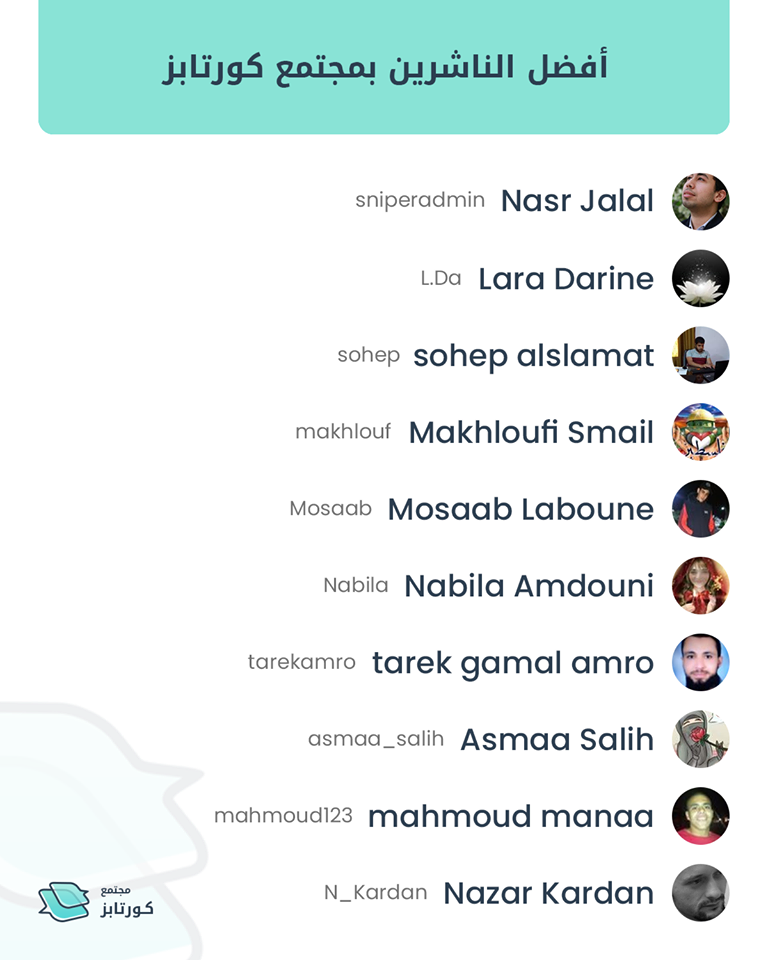 أفضل الناشرين بمجتمع كورتابز
sniperadmin Nasr Jalal
L.Da Lara Darine
sohep sohep alslamat
makhlouf Makhloufi Smail
Mosaab Mosaab Laboune
Nabila Nabila Amdouni
tarekamro tarek gamal amro
asmaa_salih Asmaa Salih
mahmoud123 mahmoud manaa
N_Kardan Nazar Kardan
مجتمع
كورتابز